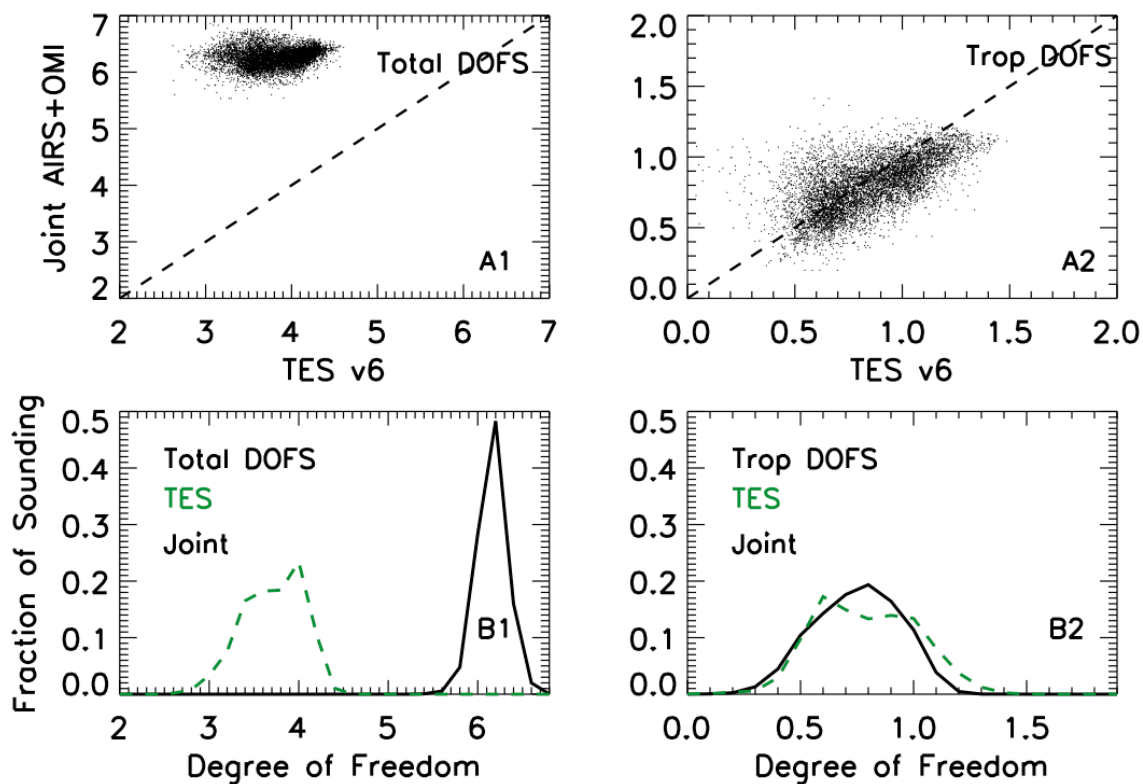 Joint AIRS+OMI
7
6
5
4
3
2
Total DOFS
A1
2 3 4 5 6 7
TES v6
2.0
1.5
1.0
0.5
0.0
Trop DOFS
A2
0.0 0.5 1.0 1.5 2.0
TES v6
Fraction of Sounding
0.5
0.4
0.3
0.2
0.1
0.0
Total DOFS
TES
Joint
B1
2 3 4 5 6
Degree of Freedom
0.5
0.4
0.3
0.2
0.1
0.0
Trop DOFS
TES
Joint
B2
0.0 0.5 1.0 1.5
Degree of Freedom